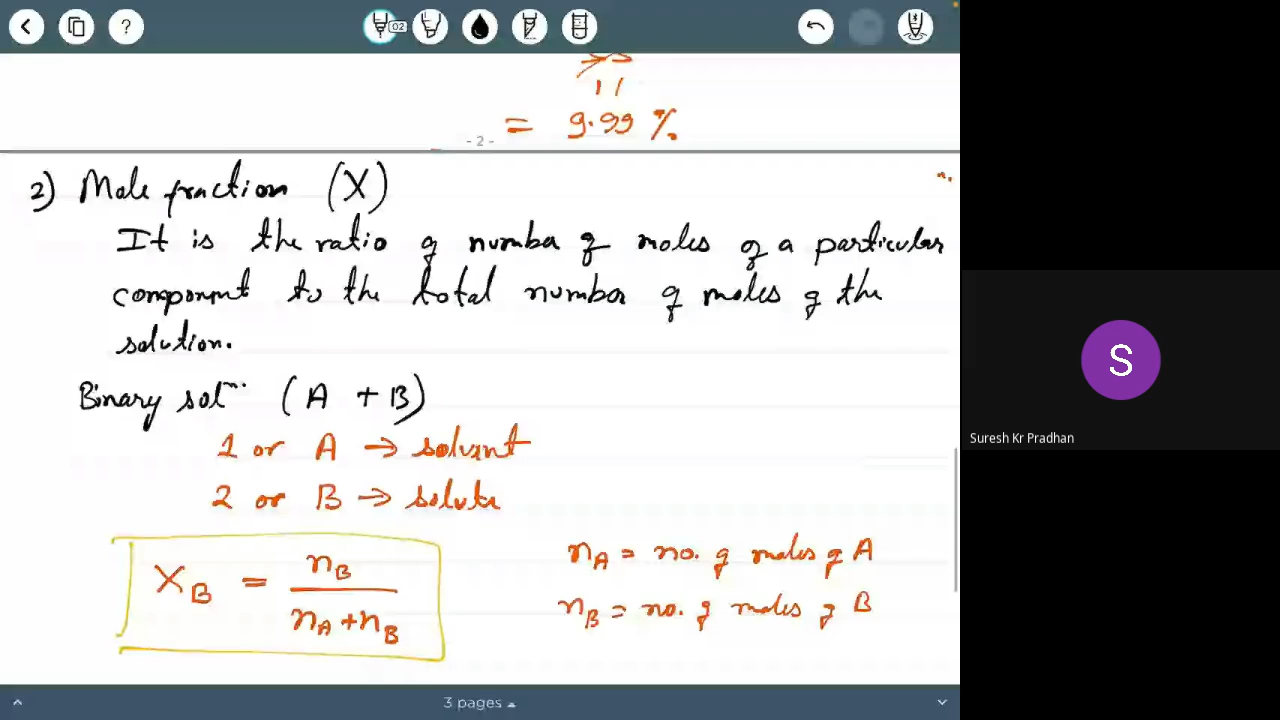 ?
02
11
= 9.99 %
- 2 -
2) Mole fraction (X)
It is the ratio of number of moles of a particular
component to the total number of moles of the
solution.
Binary solⁿ. (A + B)
1 or A → solvent
2 or B → solute
X_B = n_B / n_A + n_B
n_A = no. of moles of A
n_B = no. of moles of B
3 pages
S
Suresh Kr Pradhan